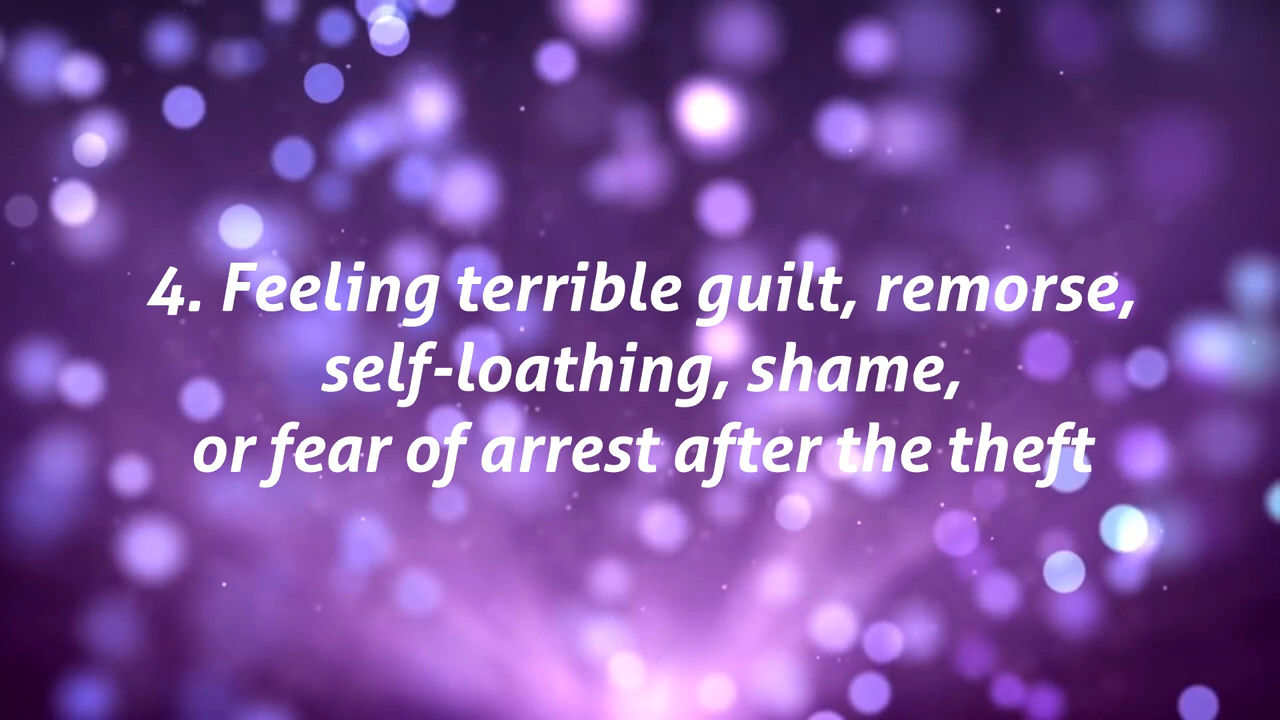 4. Feeling terrible guilt, remorse,
self-loathing, shame,
or fear of arrest after the theft